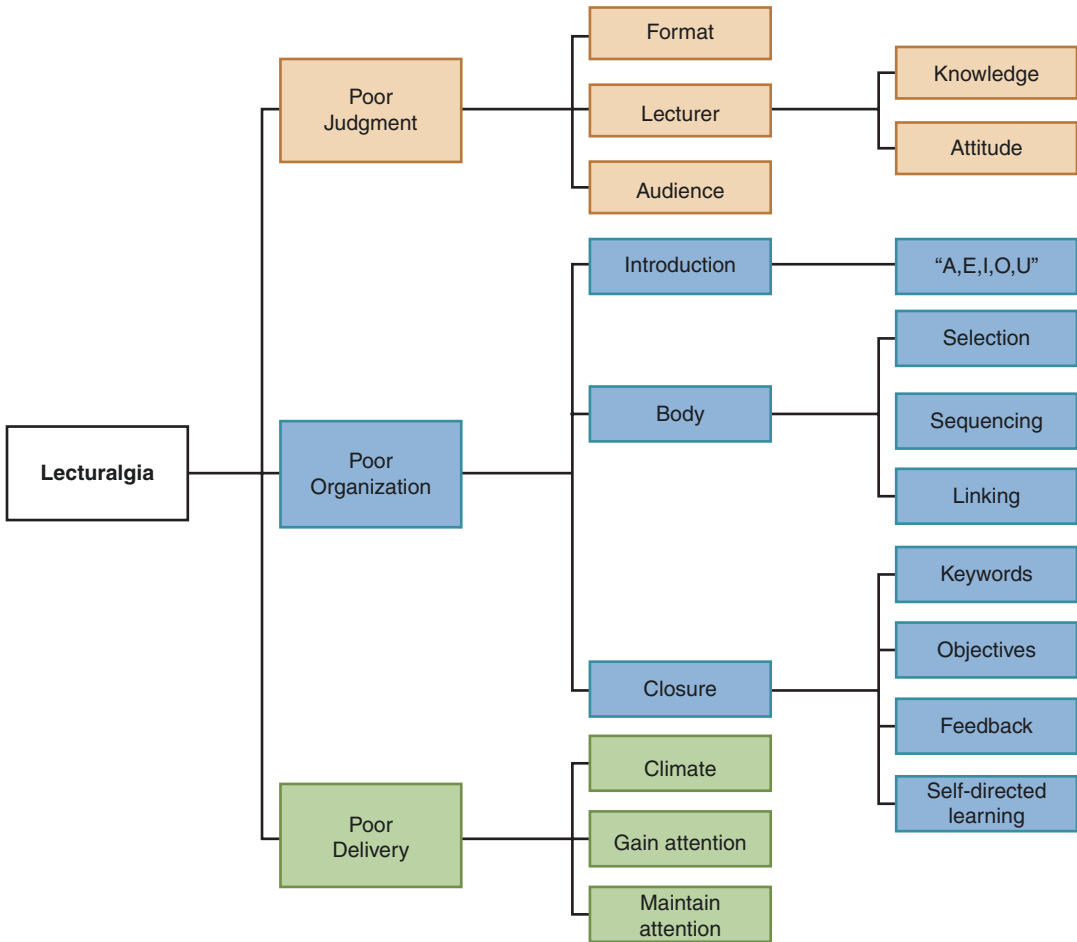 Format
Poor
Judgment
Lecturer
Knowledge
Attitude
Audience
Introduction
“A,E,I,O,U”
Selection
Body
Sequencing
Lecturalgia
Poor
Organization
Linking
Keywords
Objectives
Closure
Feedback
Self-directed
learning
Climate
Poor
Delivery
Gain attention
Maintain
attention